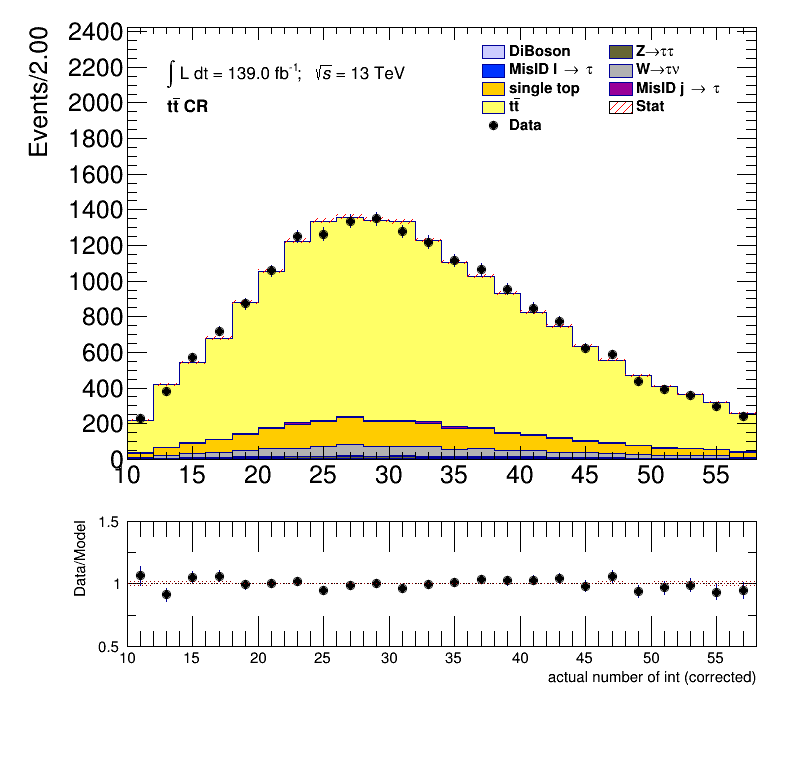 Events/2.00
2400
2200
2000
1800
1600
1400
1200
1000
800
600
400
200
0
∫ L dt = 139.0 fb⁻¹; √s = 13 TeV
tt̄ CR
DiBoson
Z→ττ
MisID l → τ
W→τν
single top
MisID j → τ
tt̄
Stat
Data
10 15 20 25 30 35 40 45 50 55
Data/Model
1.5
1
0.5
10 15 20 25 30 35 40 45 50 55
actual number of int (corrected)